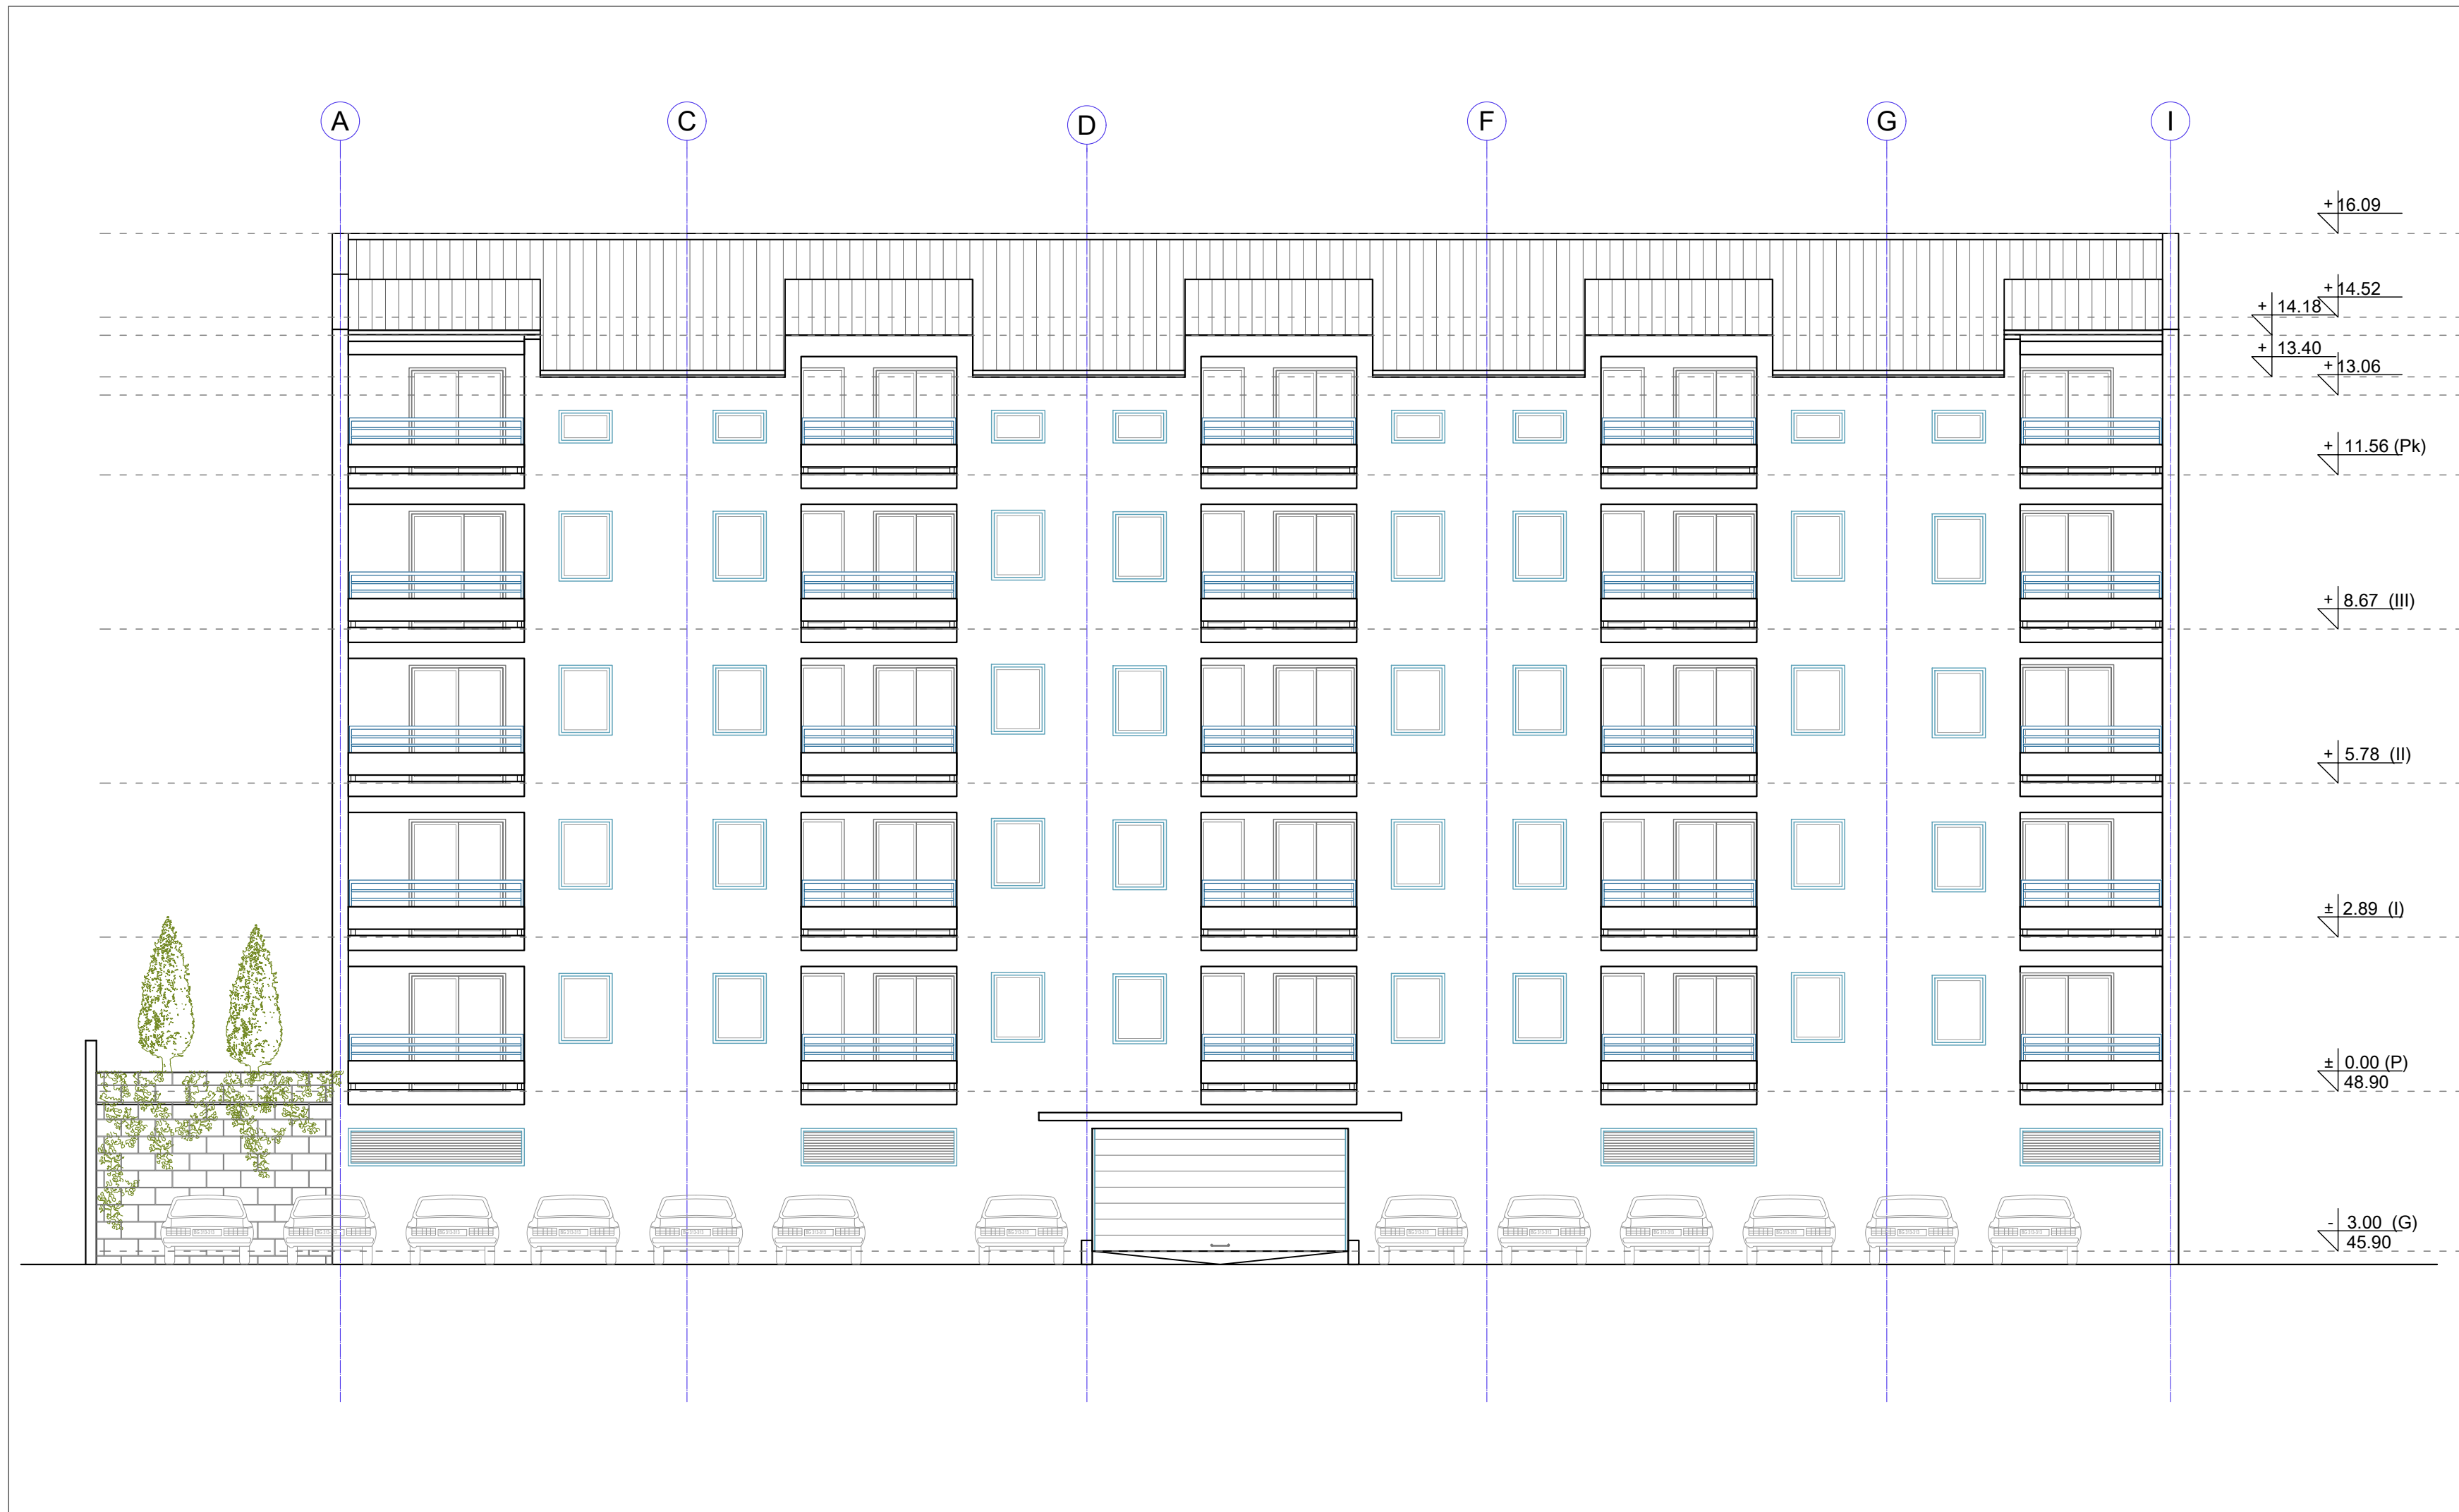 A
C
D
F
G
I
+ 16.09
+ 14.52
+ 14.18
+ 13.40
+ 13.06
+ 11.56 (Pk)
+ 8.67 (III)
+ 5.78 (II)
± 2.89 (I)
± 0.00 (P)
48.90
- 3.00 (G)
45.90